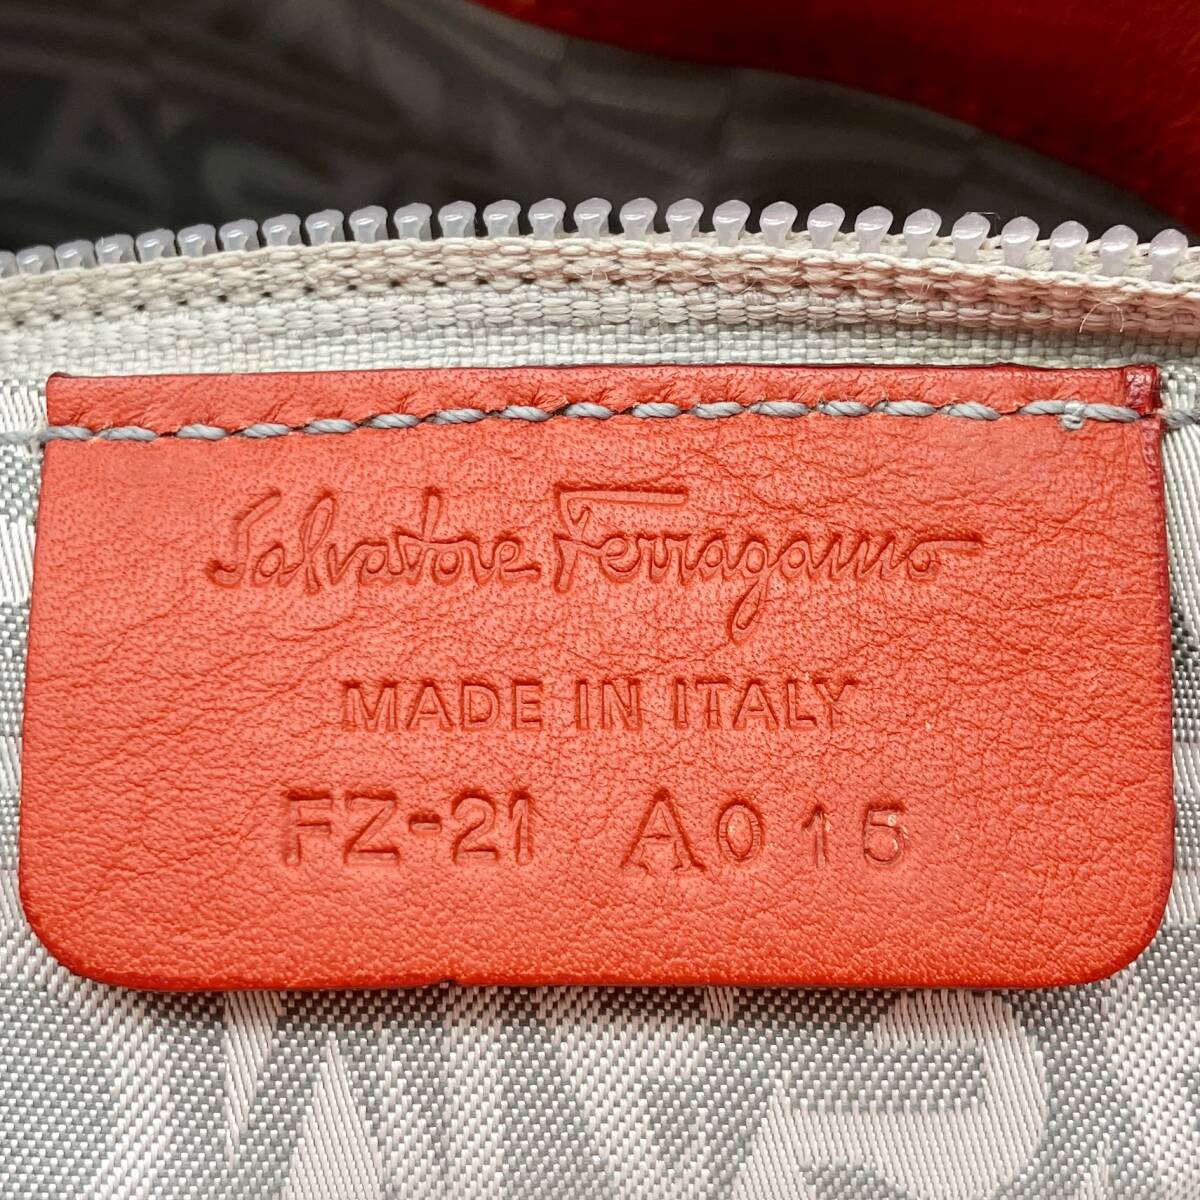 Salvatore Ferragamo
MADE IN ITALY
FZ-21 A015